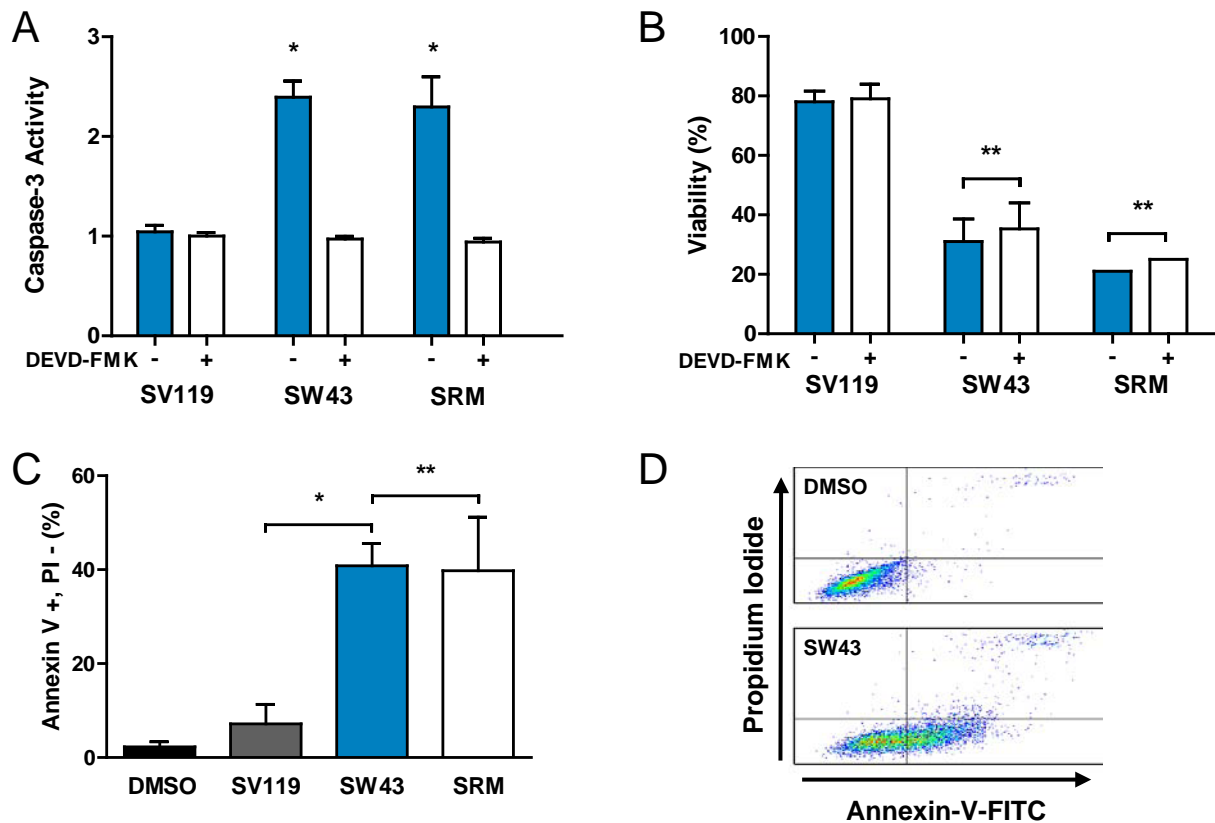 A
Caspase-3 Activity
3
2
1
0
*
*
DEVD-FMK - + - + - +
SV119 SW43 SRM
B
Viability (%)
100
80
60
40
20
0
**
**
DEVD-FMK - + - + - +
SV119 SW43 SRM
C
Annexin V +, PI - (%)
60
40
20
0
*
**
DMSO SV119 SW43 SRM
D
Propidium Iodide
DMSO
SW43
Annexin-V-FITC